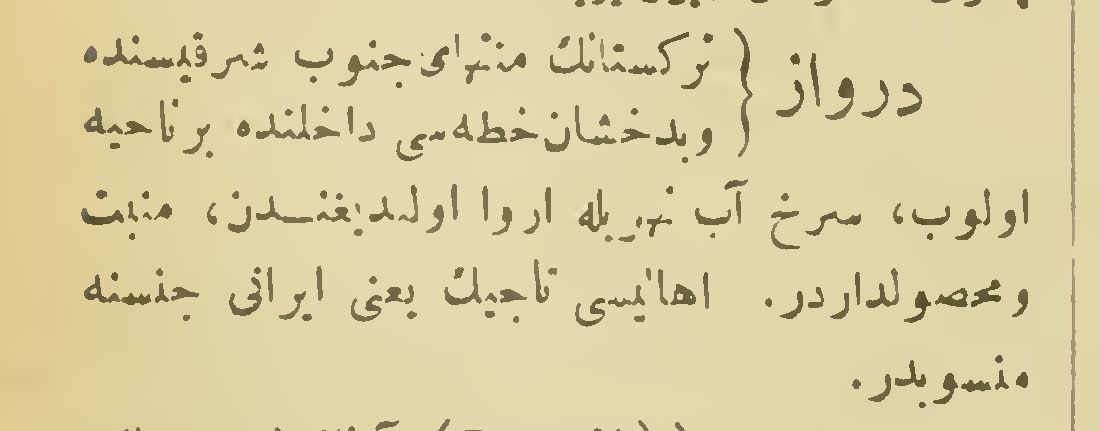 درواز { تركستانك منتهاى جنوب شرقيسنده
وبدخشان خطه‌سى داخلنده بر ناحيه
اولوب، سرخ آب نهريله اروا اولنديغنــدن، منبت
ومحصولداردر. اهاليسى تاجيك يعنى ايرانى جنسنه
منسوبدر.